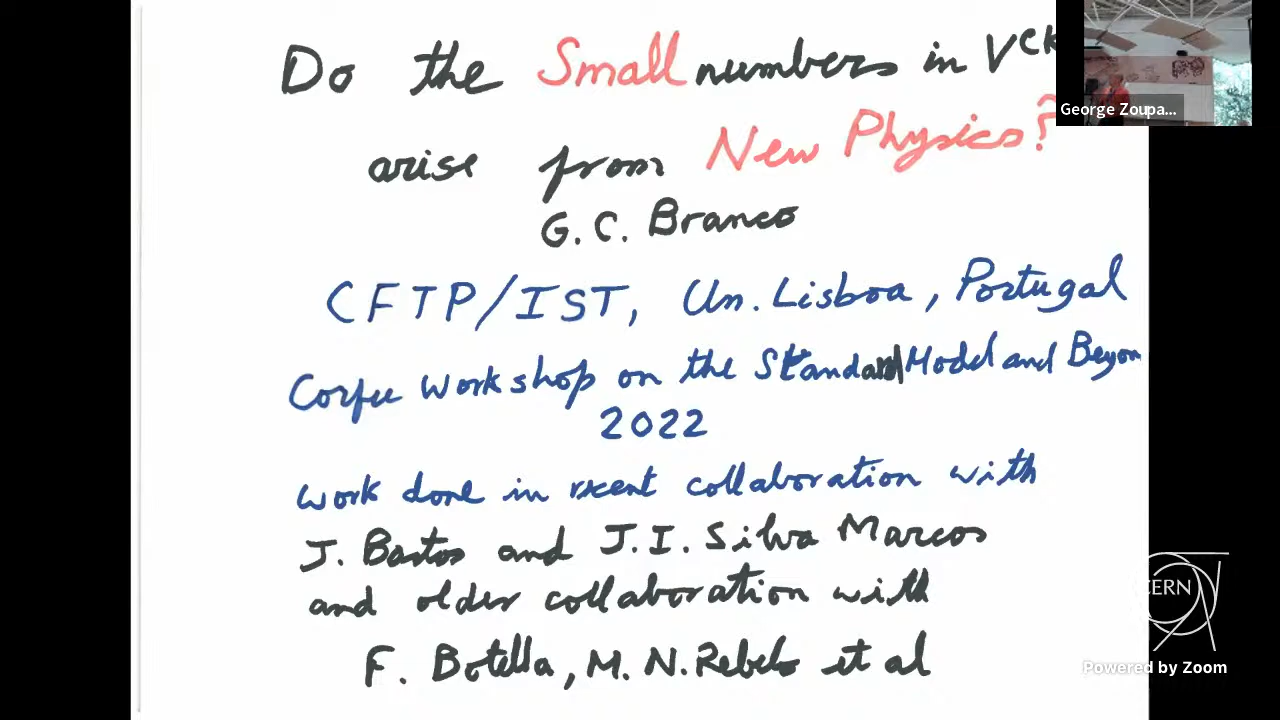 Do the Small numbers in VCK
arise from New Physics?
G. C. Branco
CFTP/IST, Un. Lisboa, Portugal
Corfu Workshop on the Standard Model and Beyon
2022
work done in recent collaboration with
J. Bastos and J.I. Silva Marcos
and older collaboration with
F. Botella, M. N. Rebelo et al
George Zoupa...
CERN
Powered by Zoom